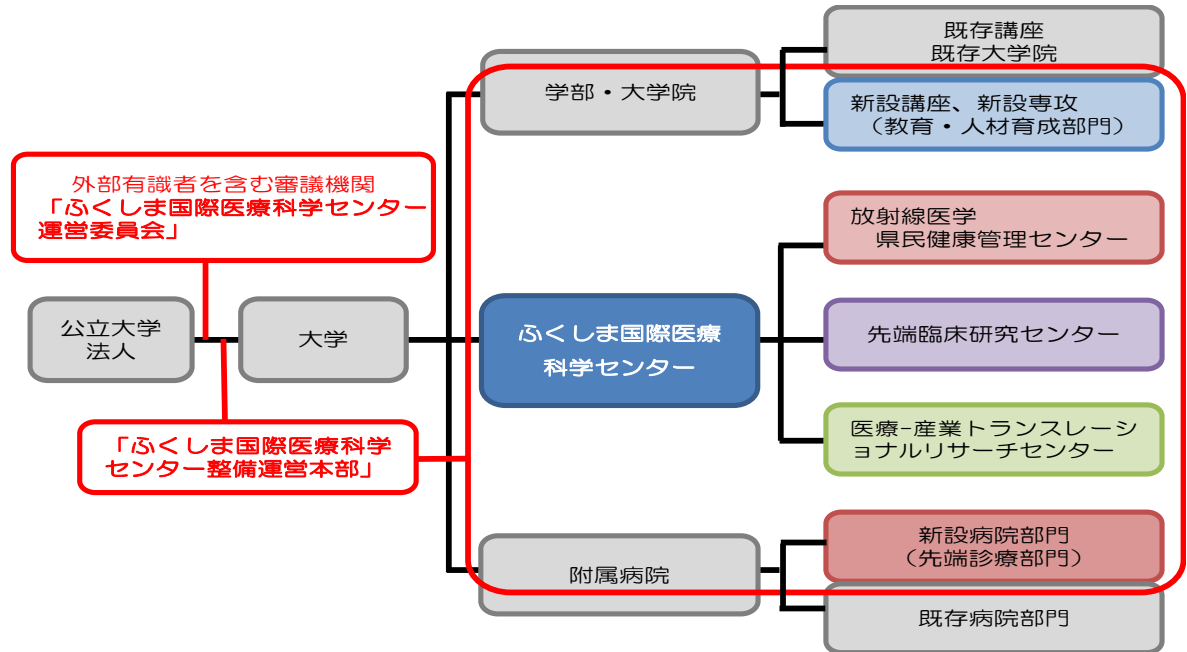 既存講座
既存大学院
学部・大学院
新設講座、新設専攻
（教育・人材育成部門）
外部有識者を含む審議機関
「ふくしま国際医療科学センター
運営委員会」
放射線医学
県民健康管理センター
公立大学
法人
大学
ふくしま国際医療
科学センター
先端臨床研究センター
「ふくしま国際医療科学
センター整備運営本部」
医療-産業トランスレーシ
ョナルリサーチセンター
新設病院部門
（先端診療部門）
附属病院
既存病院部門